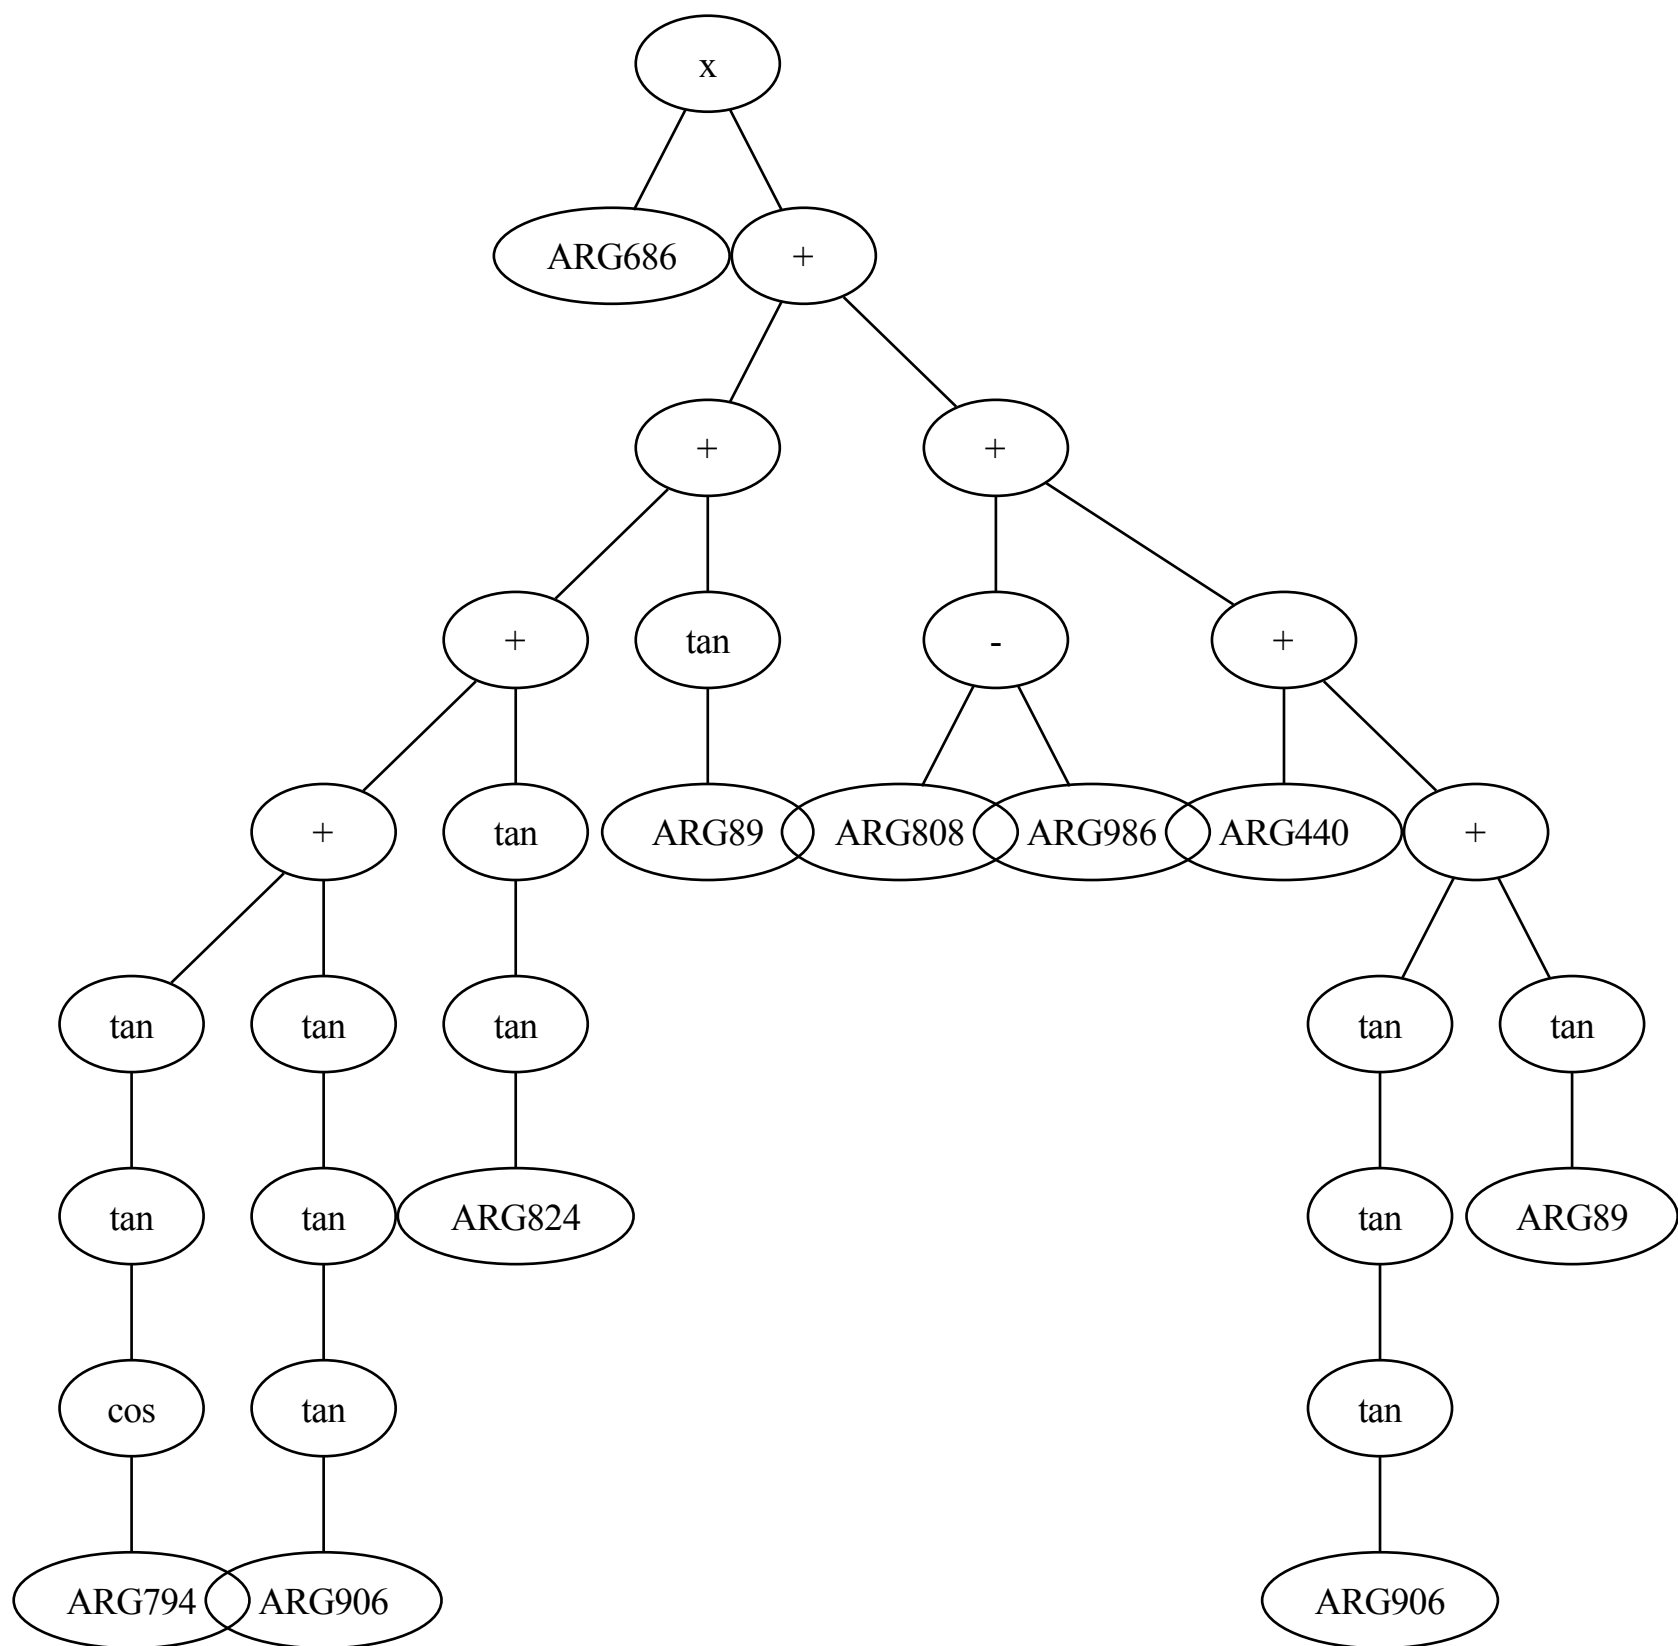 x
ARG686 +
+ +
+ tan - +
+ tan ARG89 ARG808 ARG986 ARG440 +
tan tan tan tan tan
tan tan ARG824 tan ARG89
cos tan tan
ARG794 ARG906 ARG906